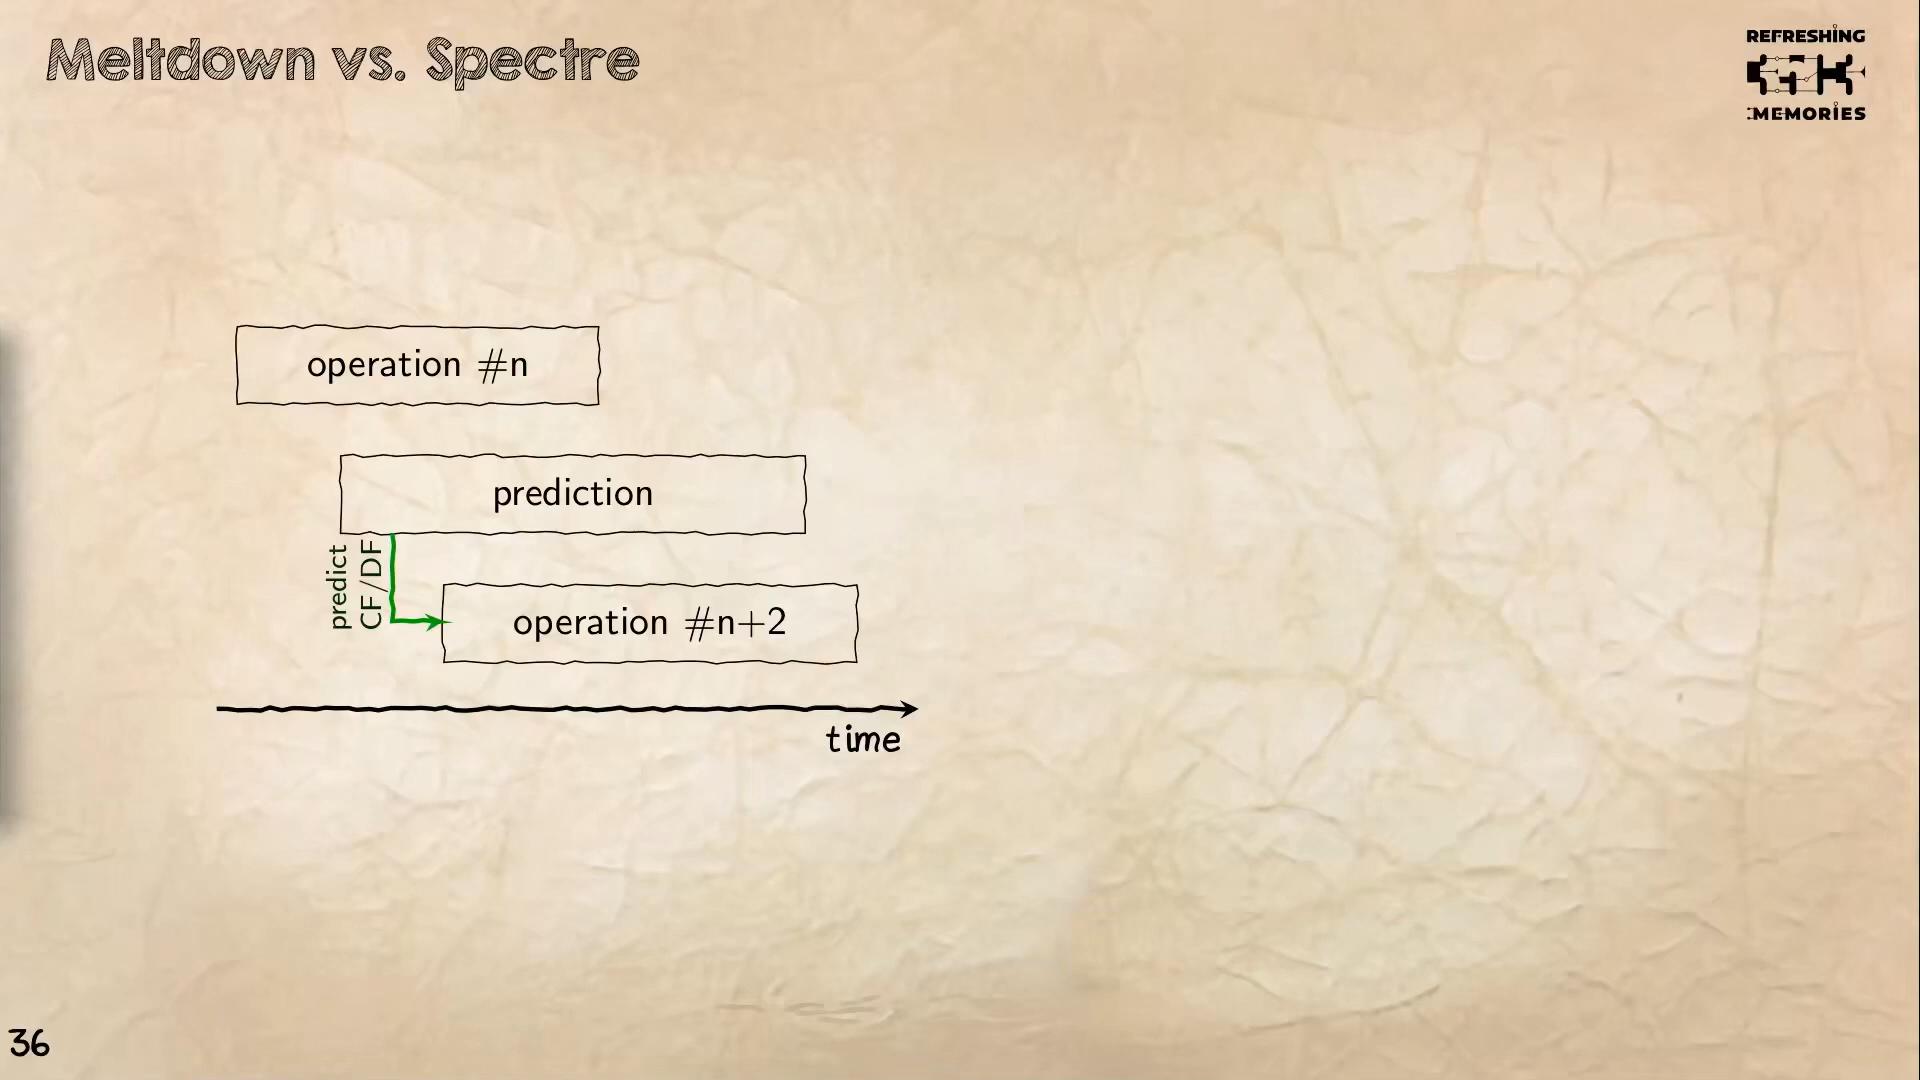 Meltdown vs. Spectre
REFRESHING
MEMORIES
operation #n
prediction
predict
CF/DF
operation #n+2
time
36